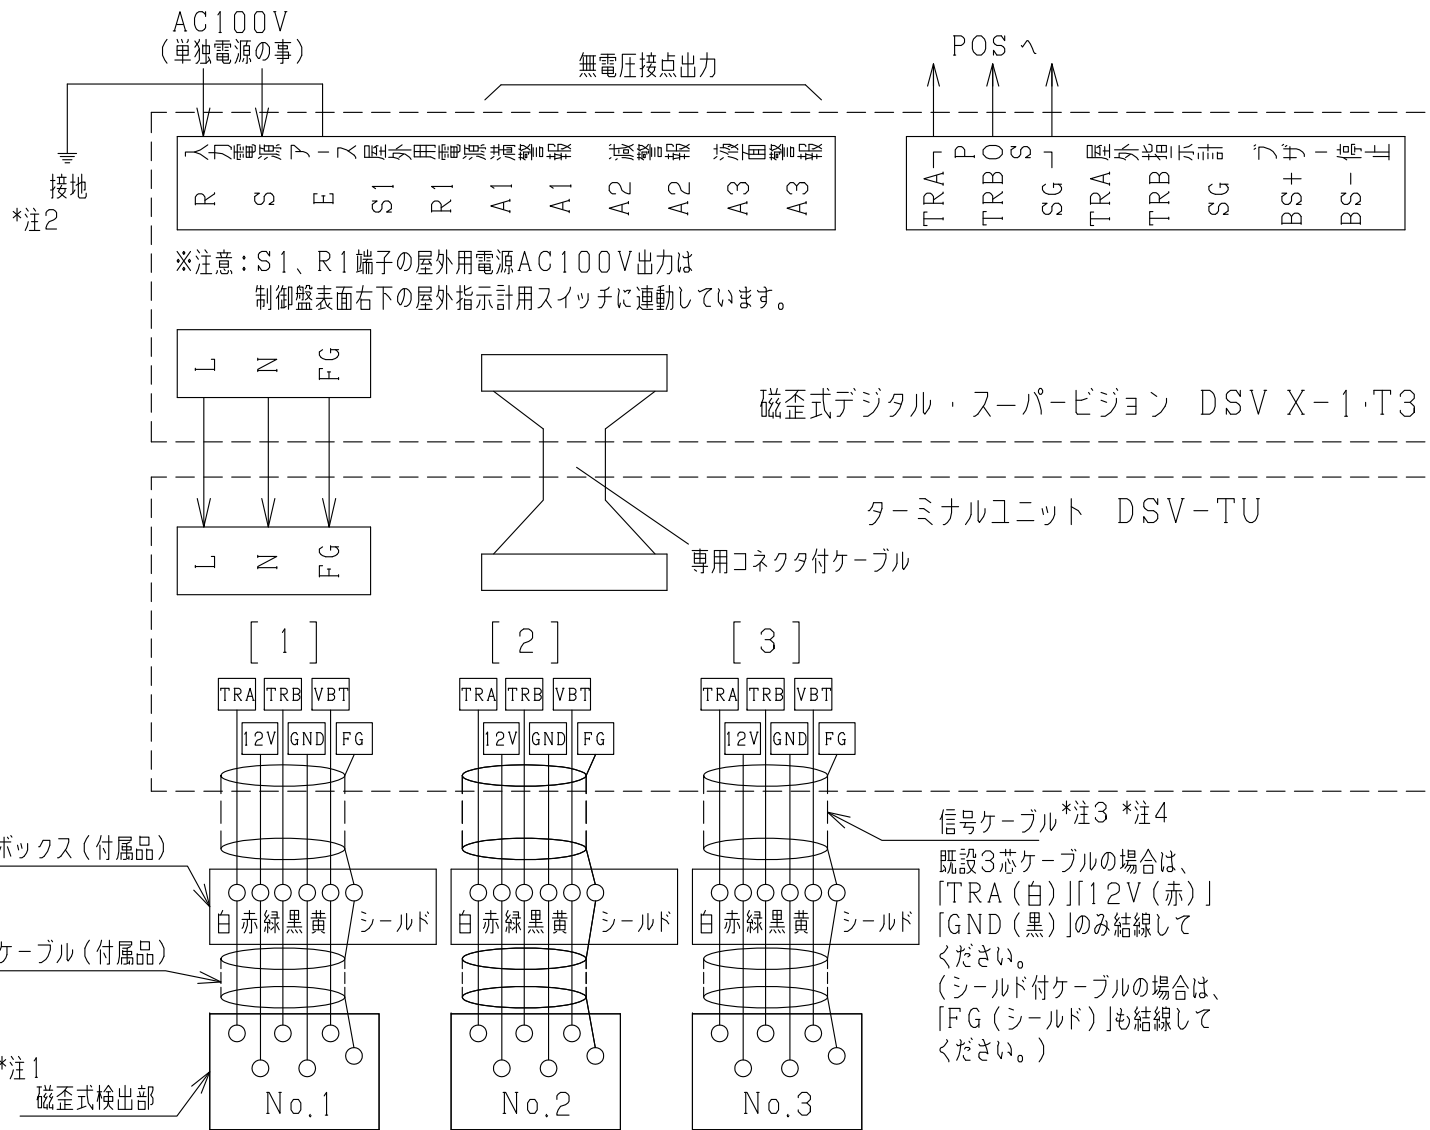 AC100V
(単独電源の事)
無電圧接点出力
POS へ
接地
*注2
入力電源 アース 屋外用電源 満警報 減警報 液面警報
R S E S1 R1 A1 A1 A2 A2 A3 A3
POS 屋外指示計 ブザー停止
TRA TRB SG TRA TRB SG BS+ BS-
※注意：S1、R1端子の屋外用電源AC100V出力は
制御盤表面右下の屋外指示計用スイッチに連動しています。
L N FG
磁歪式デジタル・スーパービジョン DSV X-1・T3
ターミナルユニット DSV-TU
L N FG
専用コネクタ付ケーブル
[1] [2] [3]
TRA TRB VBT TRA TRB VBT TRA TRB VBT
12V GND FG 12V GND FG 12V GND FG
信号ケーブル *注3 *注4
既設3芯ケーブルの場合は、
「TRA(白)」「12V(赤)」
「GND(黒)」のみ結線して
ください。
(シールド付ケーブルの場合は、
「FG(シールド)」も結線して
ください。)
ボックス(付属品)
白 赤 緑 黒 黄 シールド 白 赤 緑 黒 黄 シールド 白 赤 緑 黒 黄 シールド
ケーブル(付属品)
*注1
磁歪式検出部
No.1 No.2 No.3